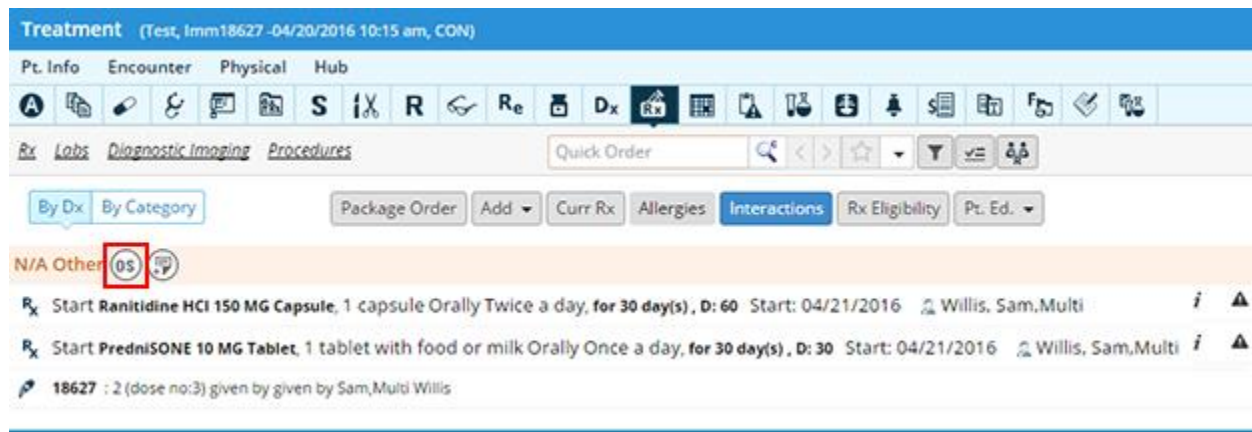 Treatment (Test, Imm18627 -04/20/2016 10:15 am, CON)
Pt. Info Encounter Physical Hub
A S R Re Dx Rx
Rx Labs Diagnostic Imaging Procedures Quick Order
By Dx By Category Package Order Add Curr Rx Allergies Interactions Rx Eligibility Pt. Ed.
N/A Other OS
Rx Start Ranitidine HCl 150 MG Capsule, 1 capsule Orally Twice a day, for 30 day(s) , D: 60 Start: 04/21/2016 Willis, Sam,Multi i
Rx Start PredniSONE 10 MG Tablet, 1 tablet with food or milk Orally Once a day, for 30 day(s) , D: 30 Start: 04/21/2016 Willis, Sam,Multi i
18627 : 2 (dose no:3) given by given by Sam,Multi Willis